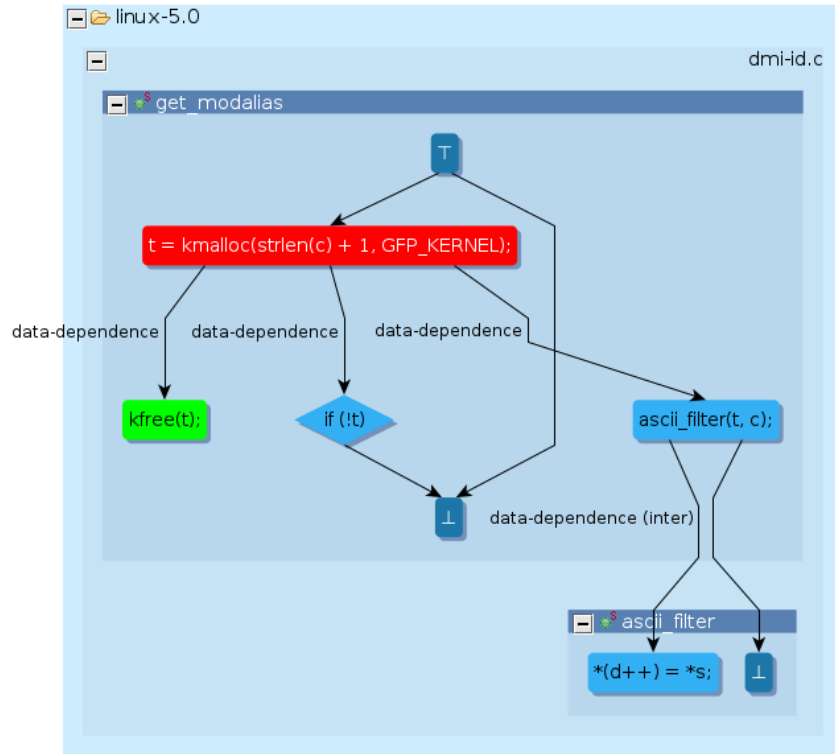 linux-5.0
dmi-id.c
get_modalias
⊤
t = kmalloc(strlen(c) + 1, GFP_KERNEL);
data-dependence
data-dependence
data-dependence
kfree(t);
if (!t)
ascii_filter(t, c);
⊥
data-dependence (inter)
ascii_filter
*(d++) = *s;
⊥